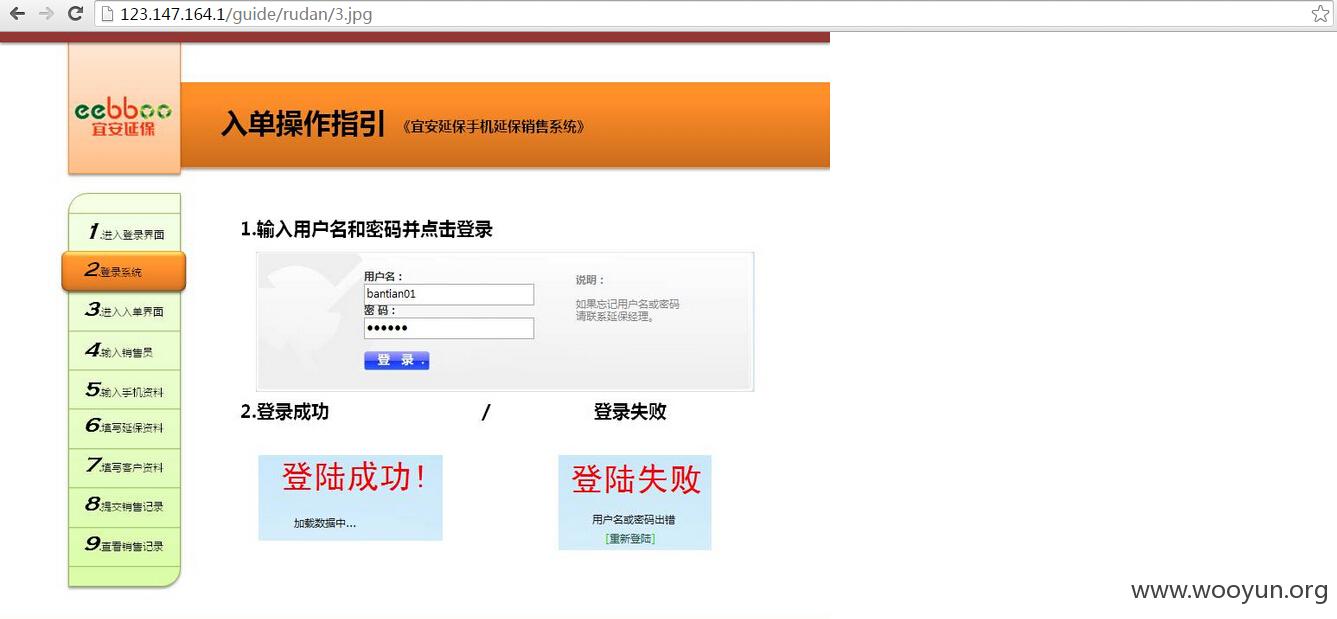 123.147.164.1/guide/rudan/3.jpg
eebboo
宜安延保
入单操作指引 《宜安延保手机延保销售系统》
1.进入登录界面
2.登录系统
3.进入入单界面
4.输入销售员
5.输入手机资料
6.填写延保资料
7.填写客户资料
8.提交销售记录
9.查看销售记录
1.输入用户名和密码并点击登录
用户名：
bantian01
密 码：
••••••
登 录 .
说明：
如果忘记用户名或密码
请联系延保经理。
2.登录成功 / 登录失败
登陆成功！
加载数据中...
登陆失败
用户名或密码出错
[重新登陆]
www.wooyun.org